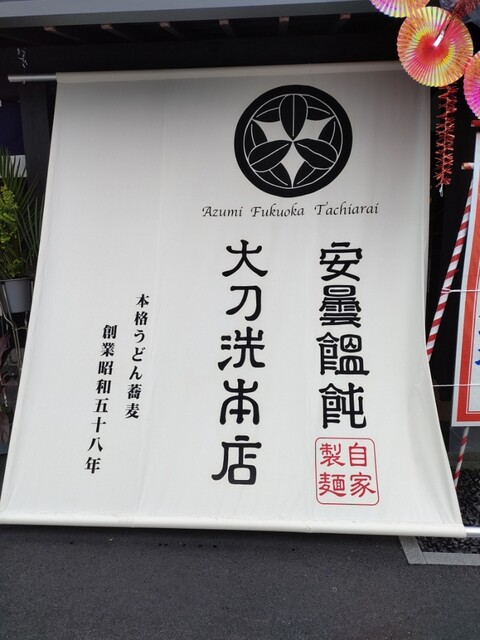 Azumi Fukuoka Tachiarai
安曇饂飩
自家
製麺
大刀洗本店
本格うどん蕎麦
創業昭和五十八年